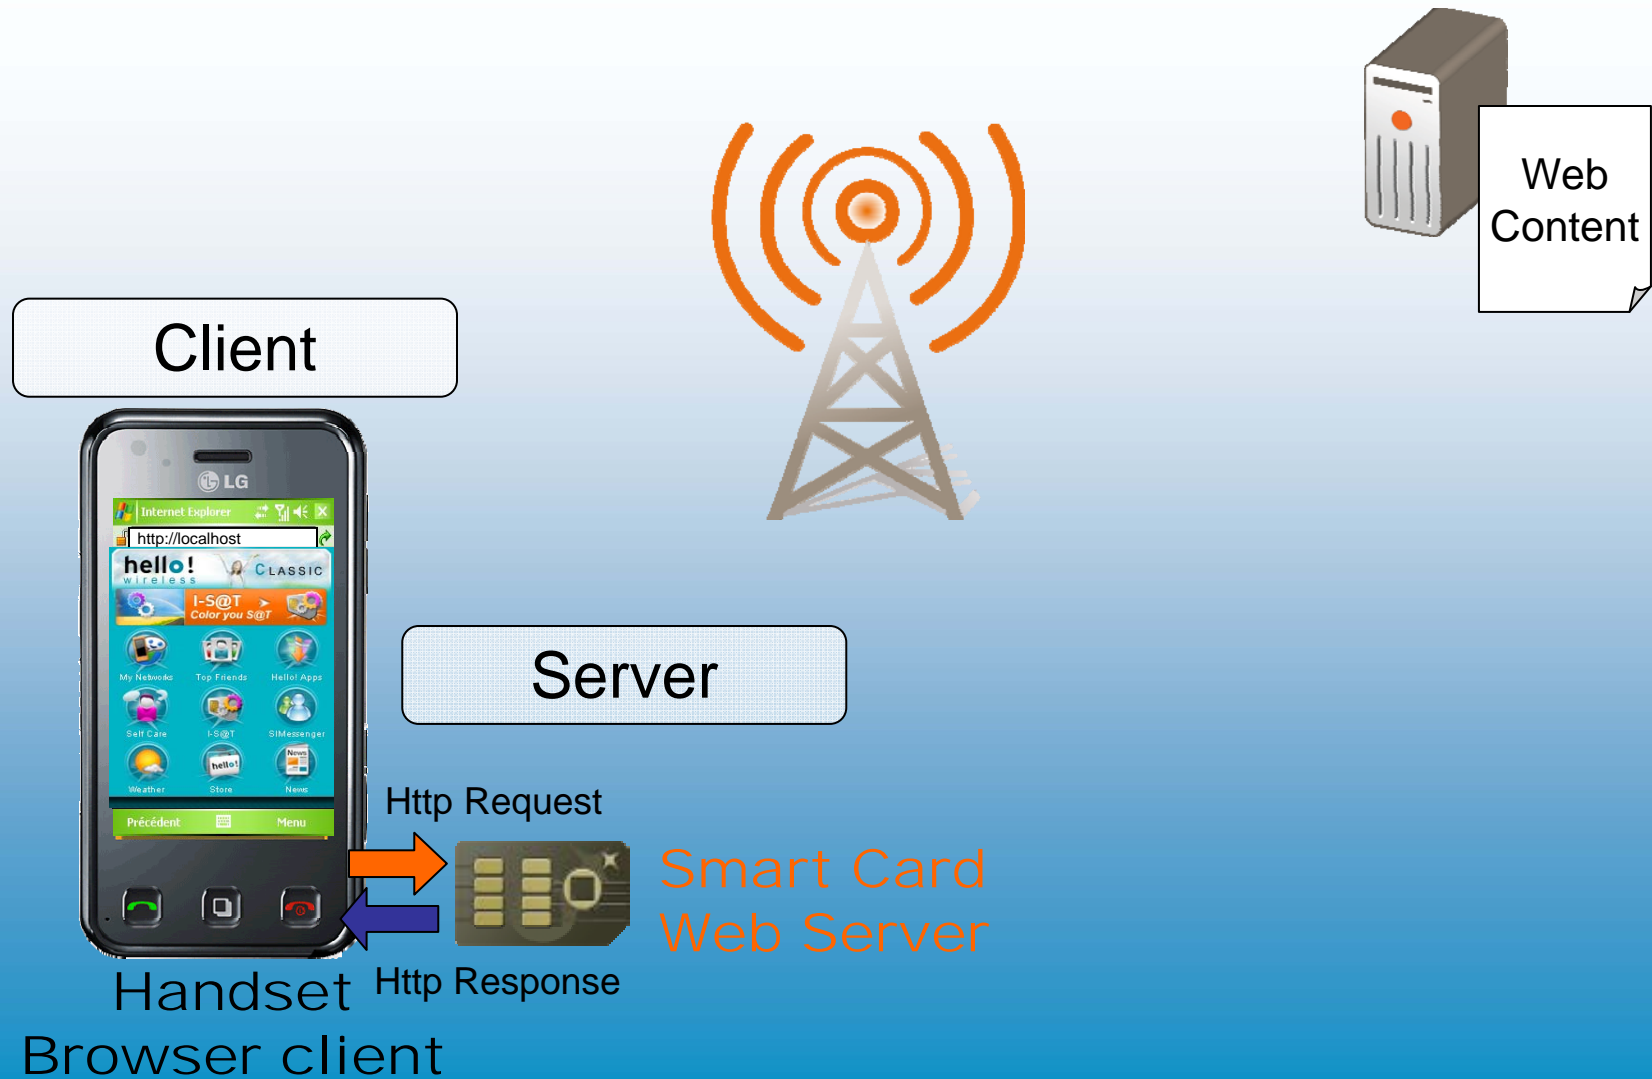 Web
Content
Client
LG
Internet Explorer
http://localhost
hello!
wireless
CLASSIC
I-S@T
Color you S@T
My Networks
Top Friends
Hello! Apps
Self Care
I-S@T
SIMessenger
hello!
News
Weather
Store
News
Précédent
Menu
Server
Http Request
Smart Card
Web Server
Http Response
Handset
Browser client